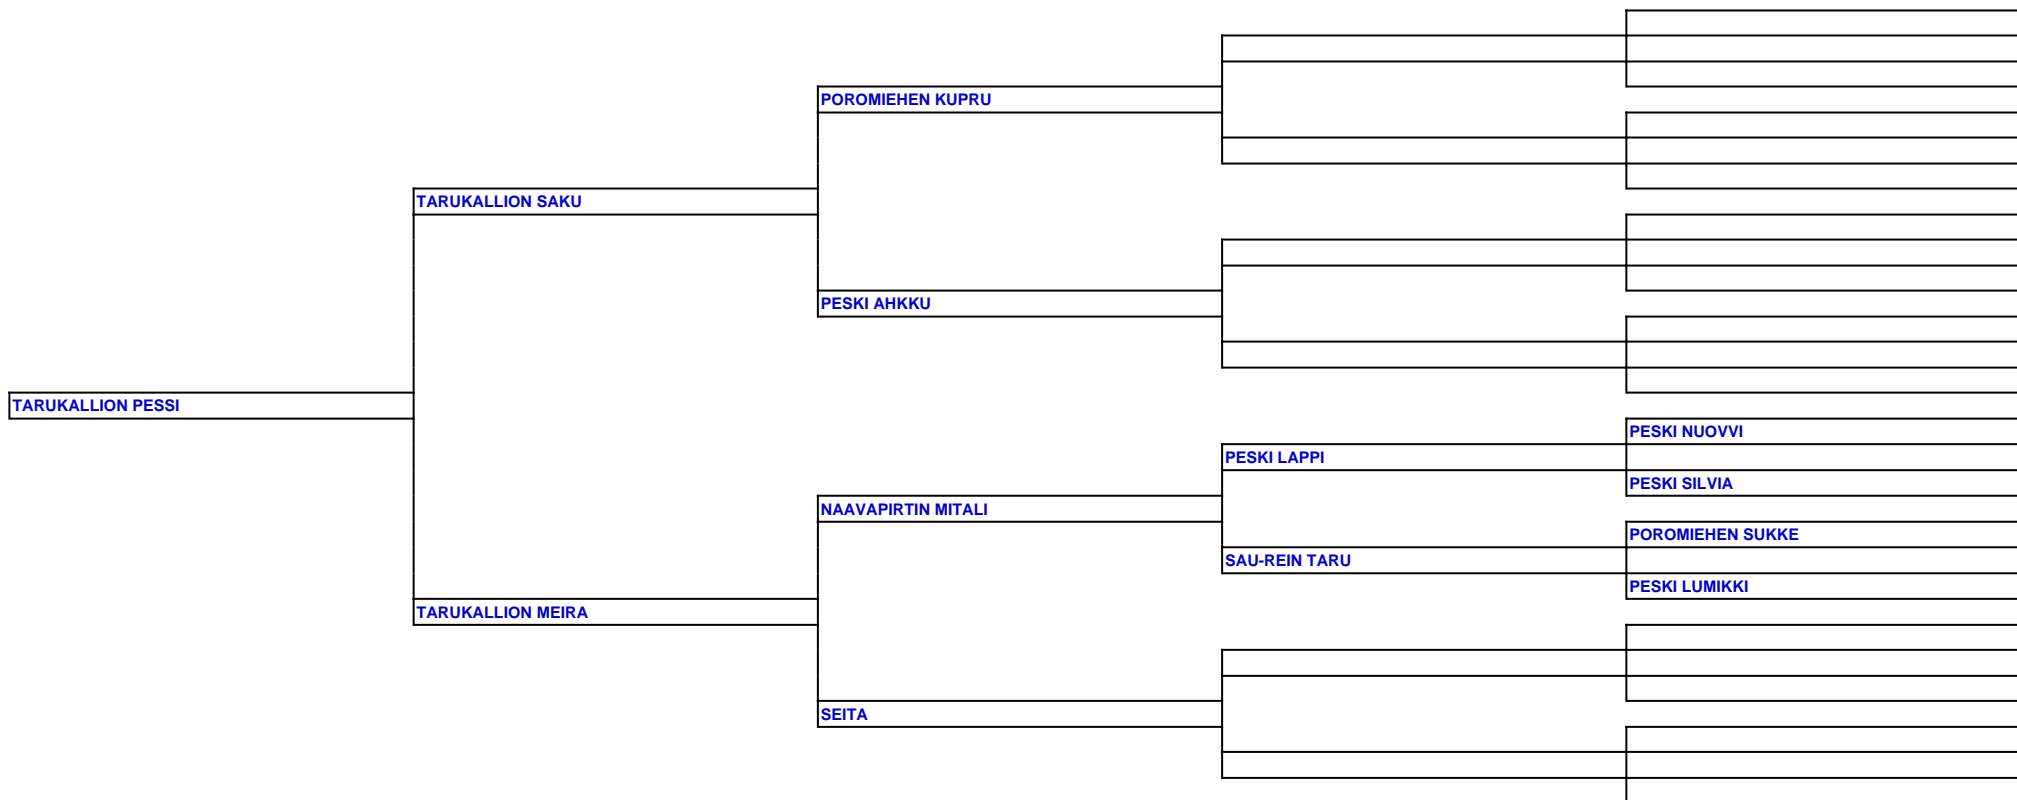 POROMIEHEN KUPRU
TARUKALLION SAKU
PESKI AHKKU
TARUKALLION PESSI
PESKI NUOVVI
PESKI LAPPI
PESKI SILVIA
NAAVAPIRTIN MITALI
POROMIEHEN SUKKE
SAU-REIN TARU
PESKI LUMIKKI
TARUKALLION MEIRA
SEITA